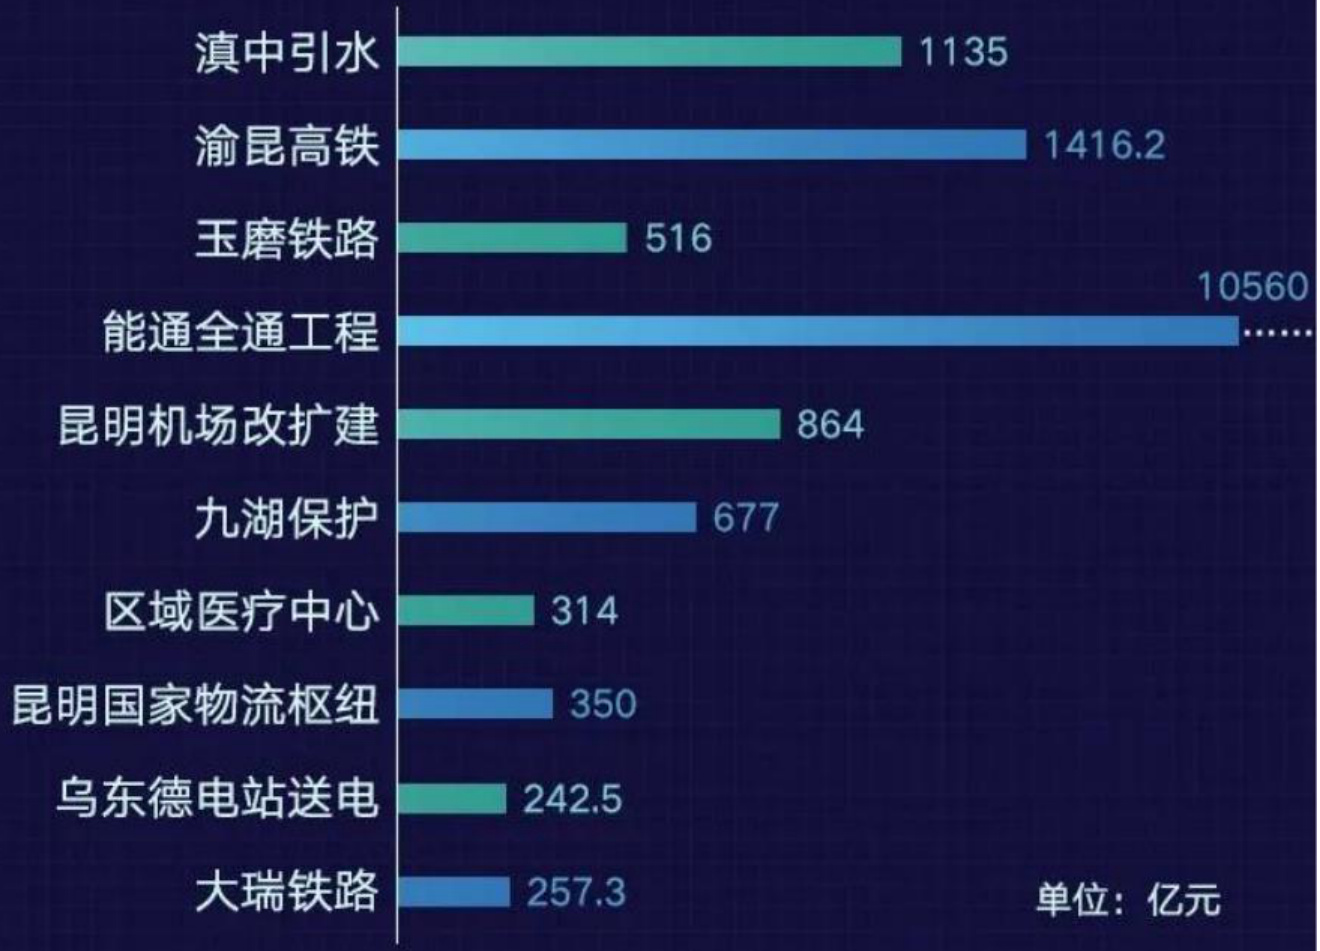 滇中引水 1135
渝昆高铁 1416.2
玉磨铁路 516
10560
能通全通工程
昆明机场改扩建 864
九湖保护 677
区域医疗中心 314
昆明国家物流枢纽 350
乌东德电站送电 242.5
大瑞铁路 257.3
单位：亿元